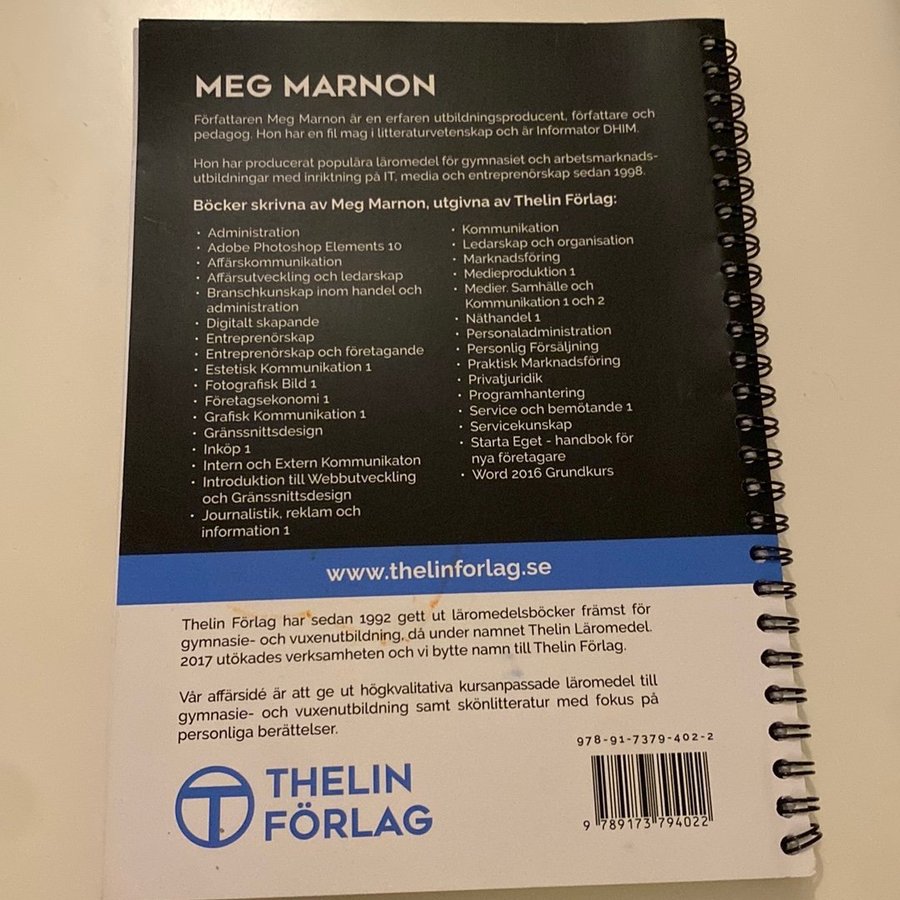 MEG MARNON
Författaren Meg Marnon är en erfaren utbildningsproducent, författare och
pedagog. Hon har en fil mag i litteraturvetenskap och är Informator DHIM.
Hon har producerat populära läromedel för gymnasiet och arbetsmarknads-
utbildningar med inriktning på IT, media och entreprenörskap sedan 1998.
Böcker skrivna av Meg Marnon, utgivna av Thelin Förlag:
• Administration
• Adobe Photoshop Elements 10
• Affärskommunikation
• Affärsutveckling och ledarskap
• Branschkunskap inom handel och
administration
• Digitalt skapande
• Entreprenörskap
• Entreprenörskap och företagande
• Estetisk Kommunikation 1
• Fotografisk Bild 1
• Företagsekonomi 1
• Grafisk Kommunikation 1
• Gränssnittsdesign
• Inköp 1
• Intern och Extern Kommunikaton
• Introduktion till Webbutveckling
och Gränssnittsdesign
• Journalistik, reklam och
information 1
• Kommunikation
• Ledarskap och organisation
• Marknadsföring
• Medieproduktion 1
• Medier. Samhälle och
Kommunikation 1 och 2
• Näthandel 1
• Personaladministration
• Personlig Försäljning
• Praktisk Marknadsföring
• Privatjuridik
• Programhantering
• Service och bemötande 1
• Servicekunskap
• Starta Eget - handbok för
nya företagare
• Word 2016 Grundkurs
www.thelinforlag.se
Thelin Förlag har sedan 1992 gett ut läromedelsböcker främst för
gymnasie- och vuxenutbildning, då under namnet Thelin Läromedel.
2017 utökades verksamheten och vi bytte namn till Thelin Förlag.
Vår affärsidé är att ge ut högkvalitativa kursanpassade läromedel till
gymnasie- och vuxenutbildning samt skönlitteratur med fokus på
personliga berättelser.
978-91-7379-402-2
9 789173 794022
THELIN
FÖRLAG